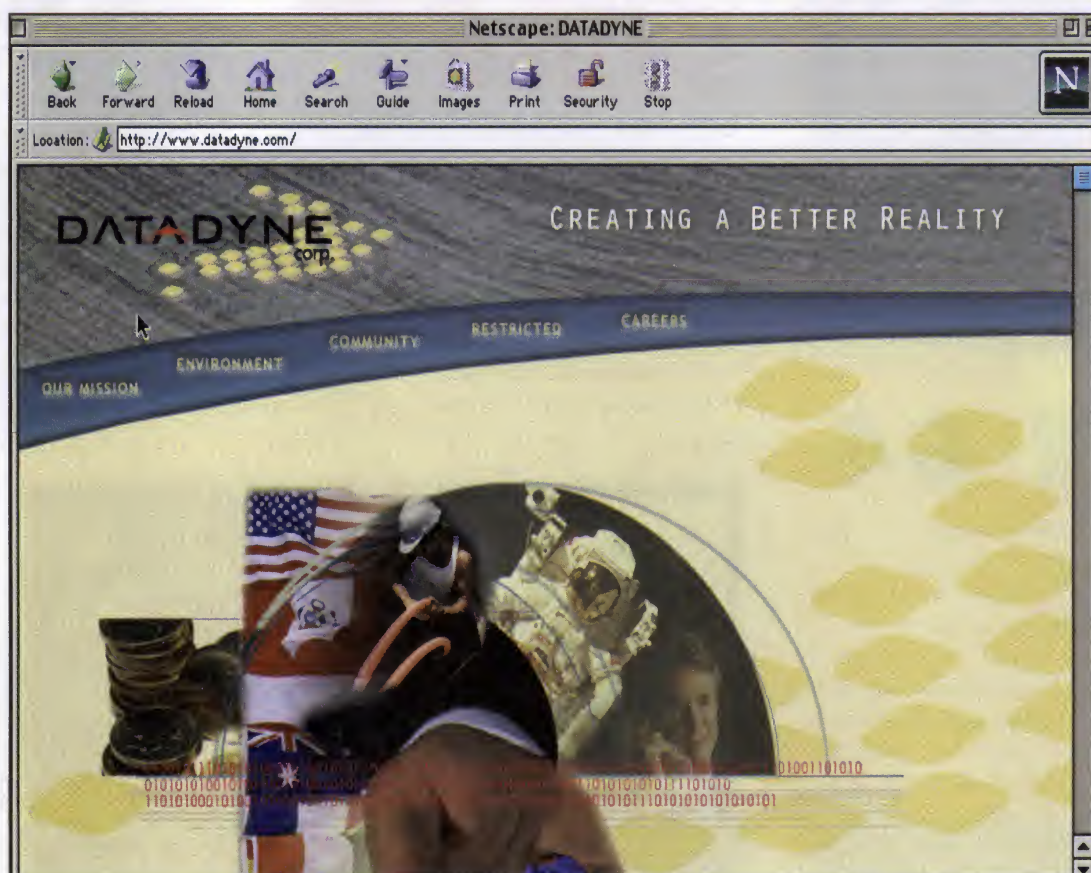 Netscape: DATADYNE
Back Forward Reload Home Search Guide Images Print Security Stop
N
Location: http://www.datadyne.com/
DATADYNE
corp.
CREATING A BETTER REALITY
OUR MISSION
ENVIRONMENT
COMMUNITY
RESTRICTED
CAREERS